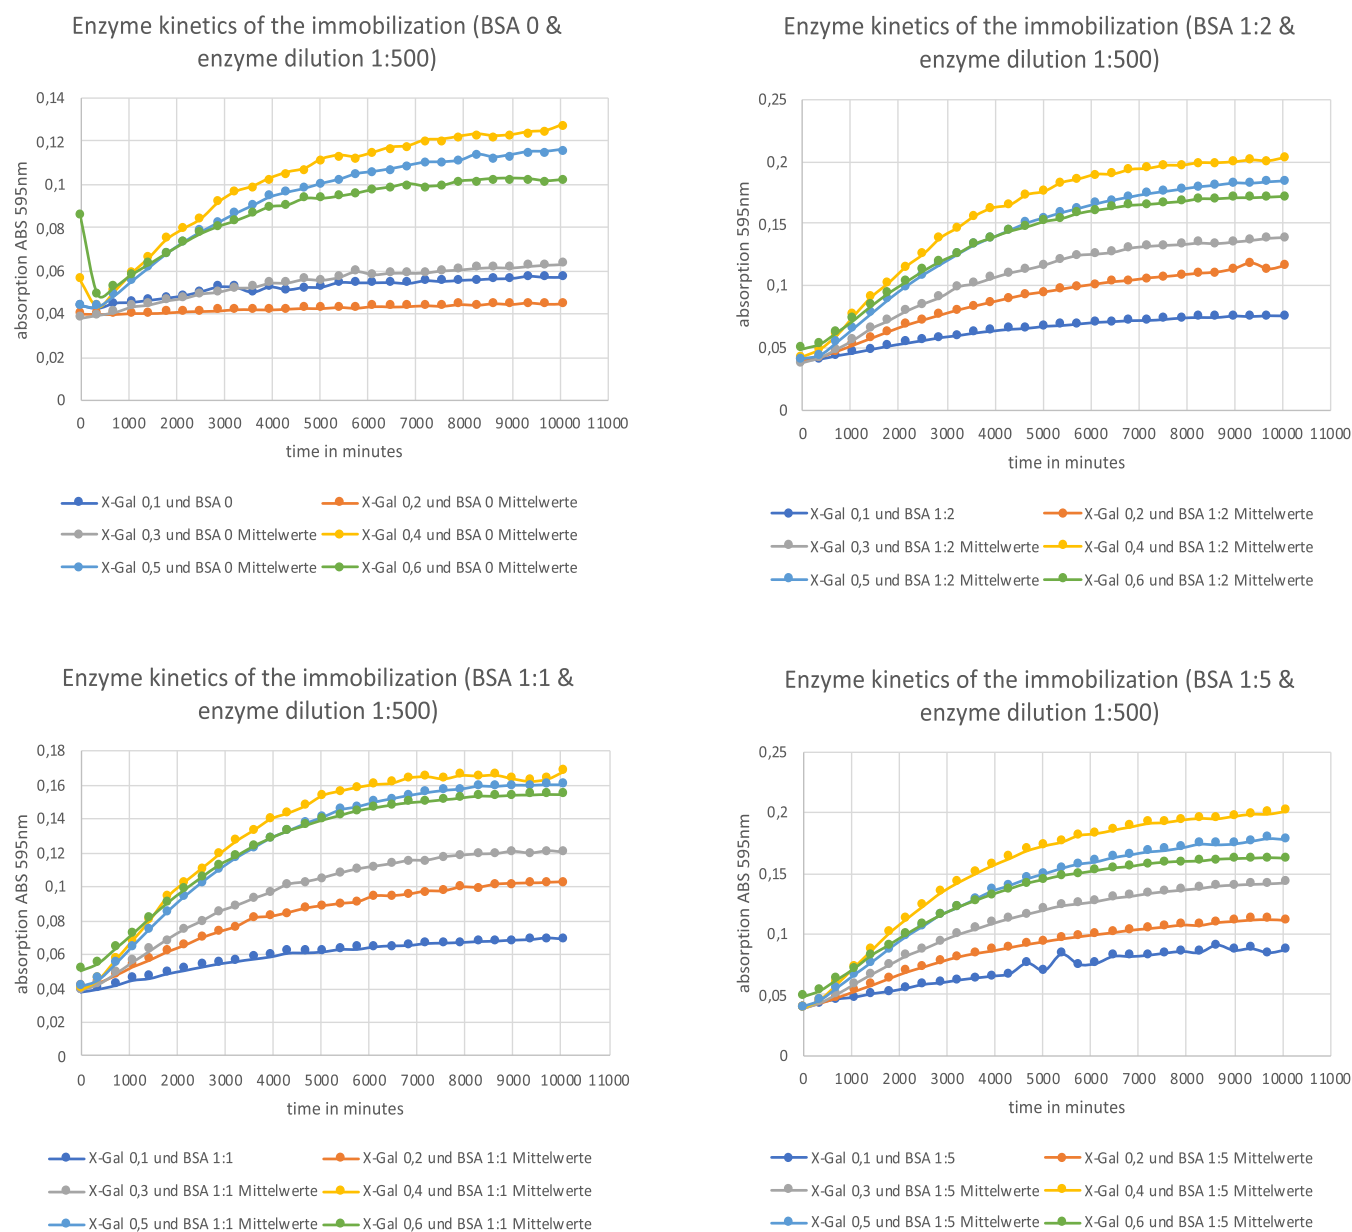 Enzyme kinetics of the immobilization (BSA 0 &
enzyme dilution 1:500)
0,14
0,12
0,1
0,08
0,06
0,04
0,02
0
absorption ABS 595nm
0 1000 2000 3000 4000 5000 6000 7000 8000 9000 10000 11000
time in minutes
X-Gal 0,1 und BSA 0
X-Gal 0,2 und BSA 0 Mittelwerte
X-Gal 0,3 und BSA 0 Mittelwerte
X-Gal 0,4 und BSA 0 Mittelwerte
X-Gal 0,5 und BSA 0 Mittelwerte
X-Gal 0,6 und BSA 0 Mittelwerte
Enzyme kinetics of the immobilization (BSA 1:2 &
enzyme dilution 1:500)
0,25
0,2
0,15
0,1
0,05
0
absorption 595nm
0 1000 2000 3000 4000 5000 6000 7000 8000 9000 10000 11000
time in minutes
X-Gal 0,1 und BSA 1:2
X-Gal 0,2 und BSA 1:2 Mittelwerte
X-Gal 0,3 und BSA 1:2 Mittelwerte
X-Gal 0,4 und BSA 1:2 Mittelwerte
X-Gal 0,5 und BSA 1:2 Mittelwerte
X-Gal 0,6 und BSA 1:2 Mittelwerte
Enzyme kinetics of the immobilization (BSA 1:1 &
enzyme dilution 1:500)
0,18
0,16
0,14
0,12
0,1
0,08
0,06
0,04
0,02
0
absorption ABS 595nm
0 1000 2000 3000 4000 5000 6000 7000 8000 9000 10000 11000
time in minutes
X-Gal 0,1 und BSA 1:1
X-Gal 0,2 und BSA 1:1 Mittelwerte
X-Gal 0,3 und BSA 1:1 Mittelwerte
X-Gal 0,4 und BSA 1:1 Mittelwerte
X-Gal 0,5 und BSA 1:1 Mittelwerte
X-Gal 0,6 und BSA 1:1 Mittelwerte
Enzyme kinetics of the immobilization (BSA 1:5 &
enzyme dilution 1:500)
0,25
0,2
0,15
0,1
0,05
0
absorption ABS 595nm
0 1000 2000 3000 4000 5000 6000 7000 8000 9000 10000 11000
time in minutes
X-Gal 0,1 und BSA 1:5
X-Gal 0,2 und BSA 1:5 Mittelwerte
X-Gal 0,3 und BSA 1:5 Mittelwerte
X-Gal 0,4 und BSA 1:5 Mittelwerte
X-Gal 0,5 und BSA 1:5 Mittelwerte
X-Gal 0,6 und BSA 1:5 Mittelwerte